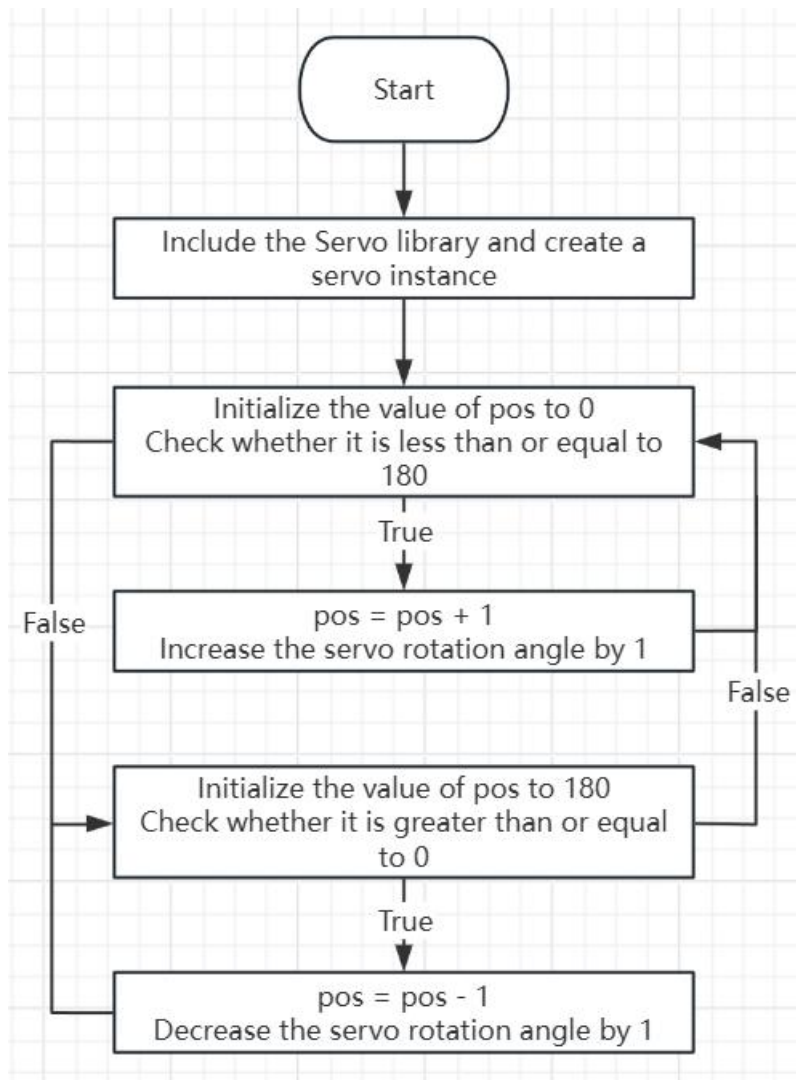 Start
Include the Servo library and create a
servo instance
Initialize the value of pos to 0
Check whether it is less than or equal to
180
True
pos = pos + 1
Increase the servo rotation angle by 1
False
False
Initialize the value of pos to 180
Check whether it is greater than or equal
to 0
True
pos = pos - 1
Decrease the servo rotation angle by 1